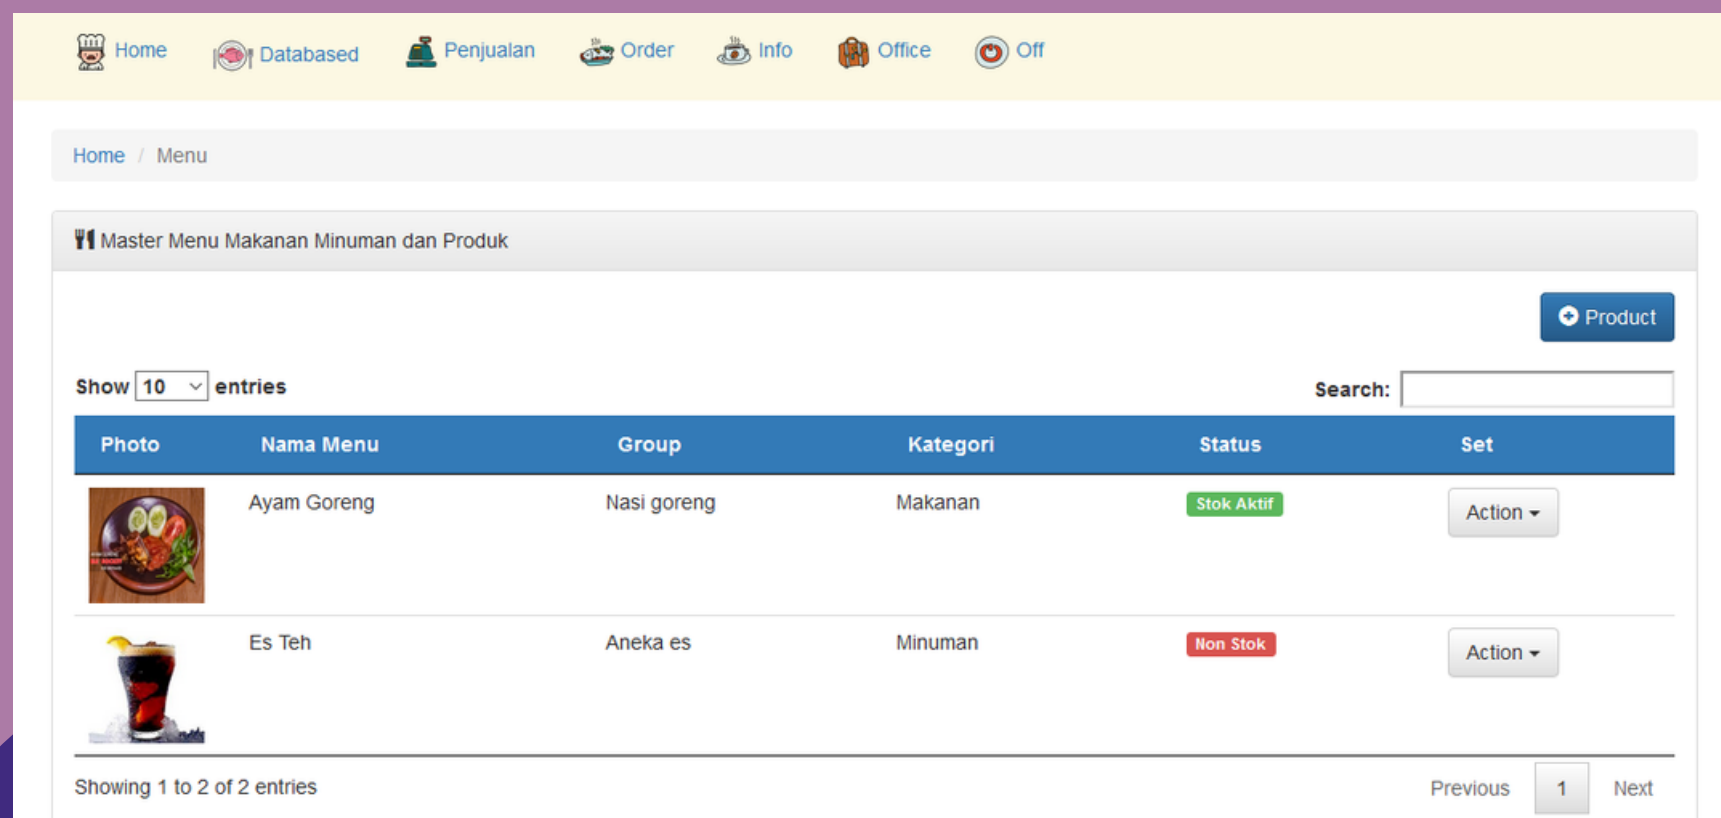 Home Databased Penjualan Order Info Office Off
Home / Menu
Master Menu Makanan Minuman dan Produk
Product
Show 10 entries Search:
Photo Nama Menu Group Kategori Status Set
Ayam Goreng Nasi goreng Makanan Stok Aktif Action
Es Teh Aneka es Minuman Non Stok Action
Showing 1 to 2 of 2 entries Previous 1 Next